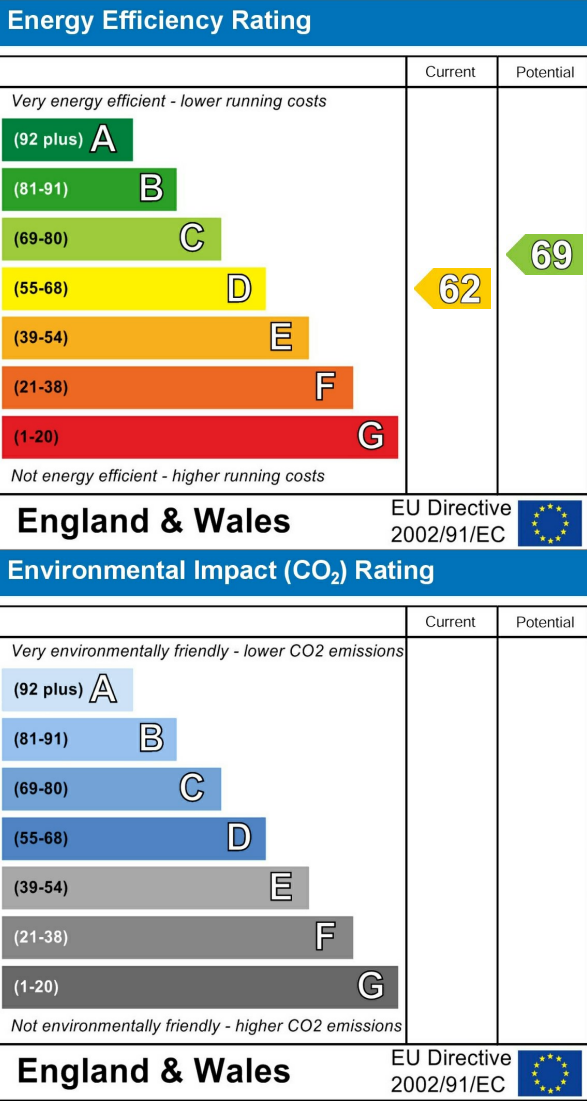 Energy Efficiency Rating
Current Potential
Very energy efficient - lower running costs
(92 plus) A
(81-91) B
(69-80) C
69
(55-68) D
62
(39-54) E
(21-38) F
(1-20) G
Not energy efficient - higher running costs
England & Wales
EU Directive
2002/91/EC
Environmental Impact (CO₂) Rating
Current Potential
Very environmentally friendly - lower CO2 emissions
(92 plus) A
(81-91) B
(69-80) C
(55-68) D
(39-54) E
(21-38) F
(1-20) G
Not environmentally friendly - higher CO2 emissions
England & Wales
EU Directive
2002/91/EC